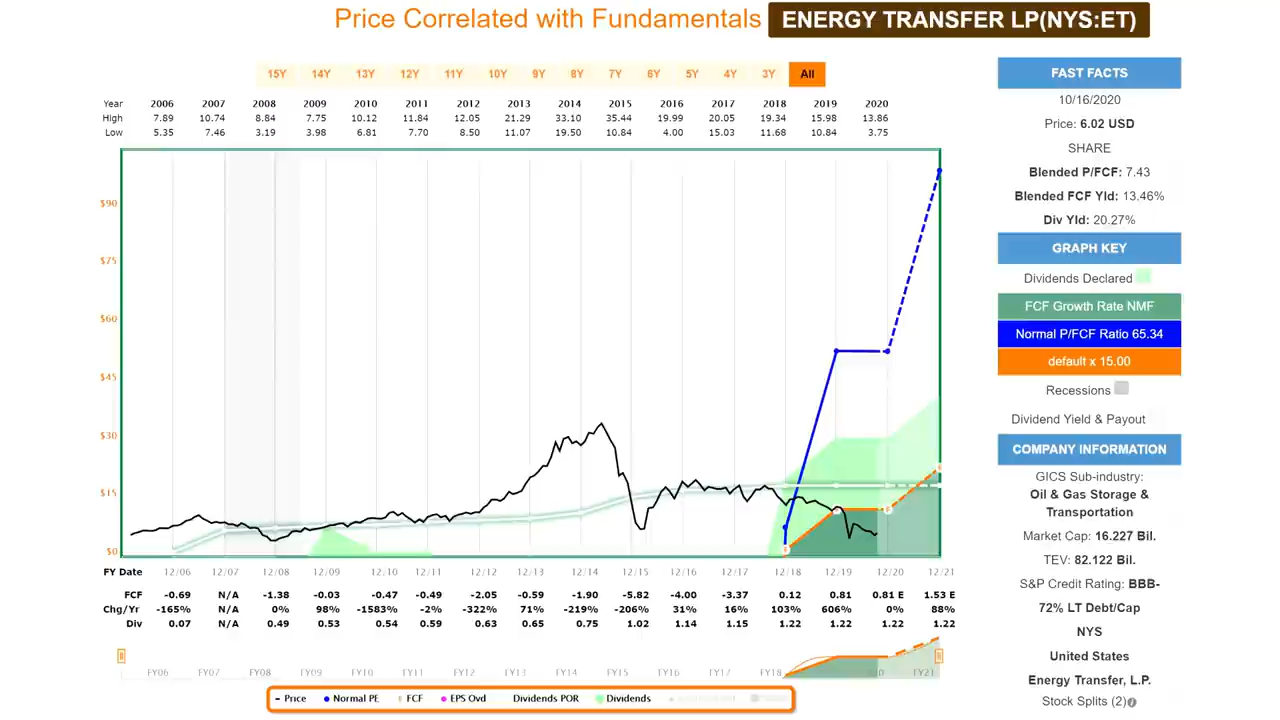 Price Correlated with Fundamentals ENERGY TRANSFER LP(NYS:ET)
15Y 14Y 13Y 12Y 11Y 10Y 9Y 8Y 7Y 6Y 5Y 4Y 3Y All
Year 2006 2007 2008 2009 2010 2011 2012 2013 2014 2015 2016 2017 2018 2019 2020
High 7.89 10.74 8.84 7.75 10.12 11.84 12.05 21.29 33.10 35.44 19.99 20.05 19.34 15.98 13.86
Low 5.35 7.46 3.19 3.98 6.81 7.70 8.50 11.07 19.50 10.84 4.00 15.03 11.68 10.84 3.75
$90
$75
$60
$45
$30
$15
$0
FY Date 12/06 12/07 12/08 12/09 12/10 12/11 12/12 12/13 12/14 12/15 12/16 12/17 12/18 12/19 12/20 12/21
FCF -0.69 N/A -1.38 -0.03 -0.47 -0.49 -2.05 -0.59 -1.90 -5.82 -4.00 -3.37 0.12 0.81 0.81 E 1.53 E
Chg/Yr -165% N/A 0% 98% -1583% -2% -322% 71% -219% -206% 31% 16% 103% 606% 0% 88%
Div 0.07 N/A 0.49 0.53 0.54 0.59 0.63 0.65 0.75 1.02 1.14 1.15 1.22 1.22 1.22 1.22
FY06 FY07 FY08 FY09 FY10 FY11 FY12 FY13 FY14 FY15 FY16 FY17 FY18 FY21
Price Normal PE FCF EPS Ovd Dividends POR Dividends
FAST FACTS
10/16/2020
Price: 6.02 USD
SHARE
Blended P/FCF: 7.43
Blended FCF Yld: 13.46%
Div Yld: 20.27%
GRAPH KEY
Dividends Declared
FCF Growth Rate NMF
Normal P/FCF Ratio 65.34
default x 15.00
Recessions
Dividend Yield & Payout
COMPANY INFORMATION
GICS Sub-industry:
Oil & Gas Storage &
Transportation
Market Cap: 16.227 Bil.
TEV: 82.122 Bil.
S&P Credit Rating: BBB-
72% LT Debt/Cap
NYS
United States
Energy Transfer, L.P.
Stock Splits (2)